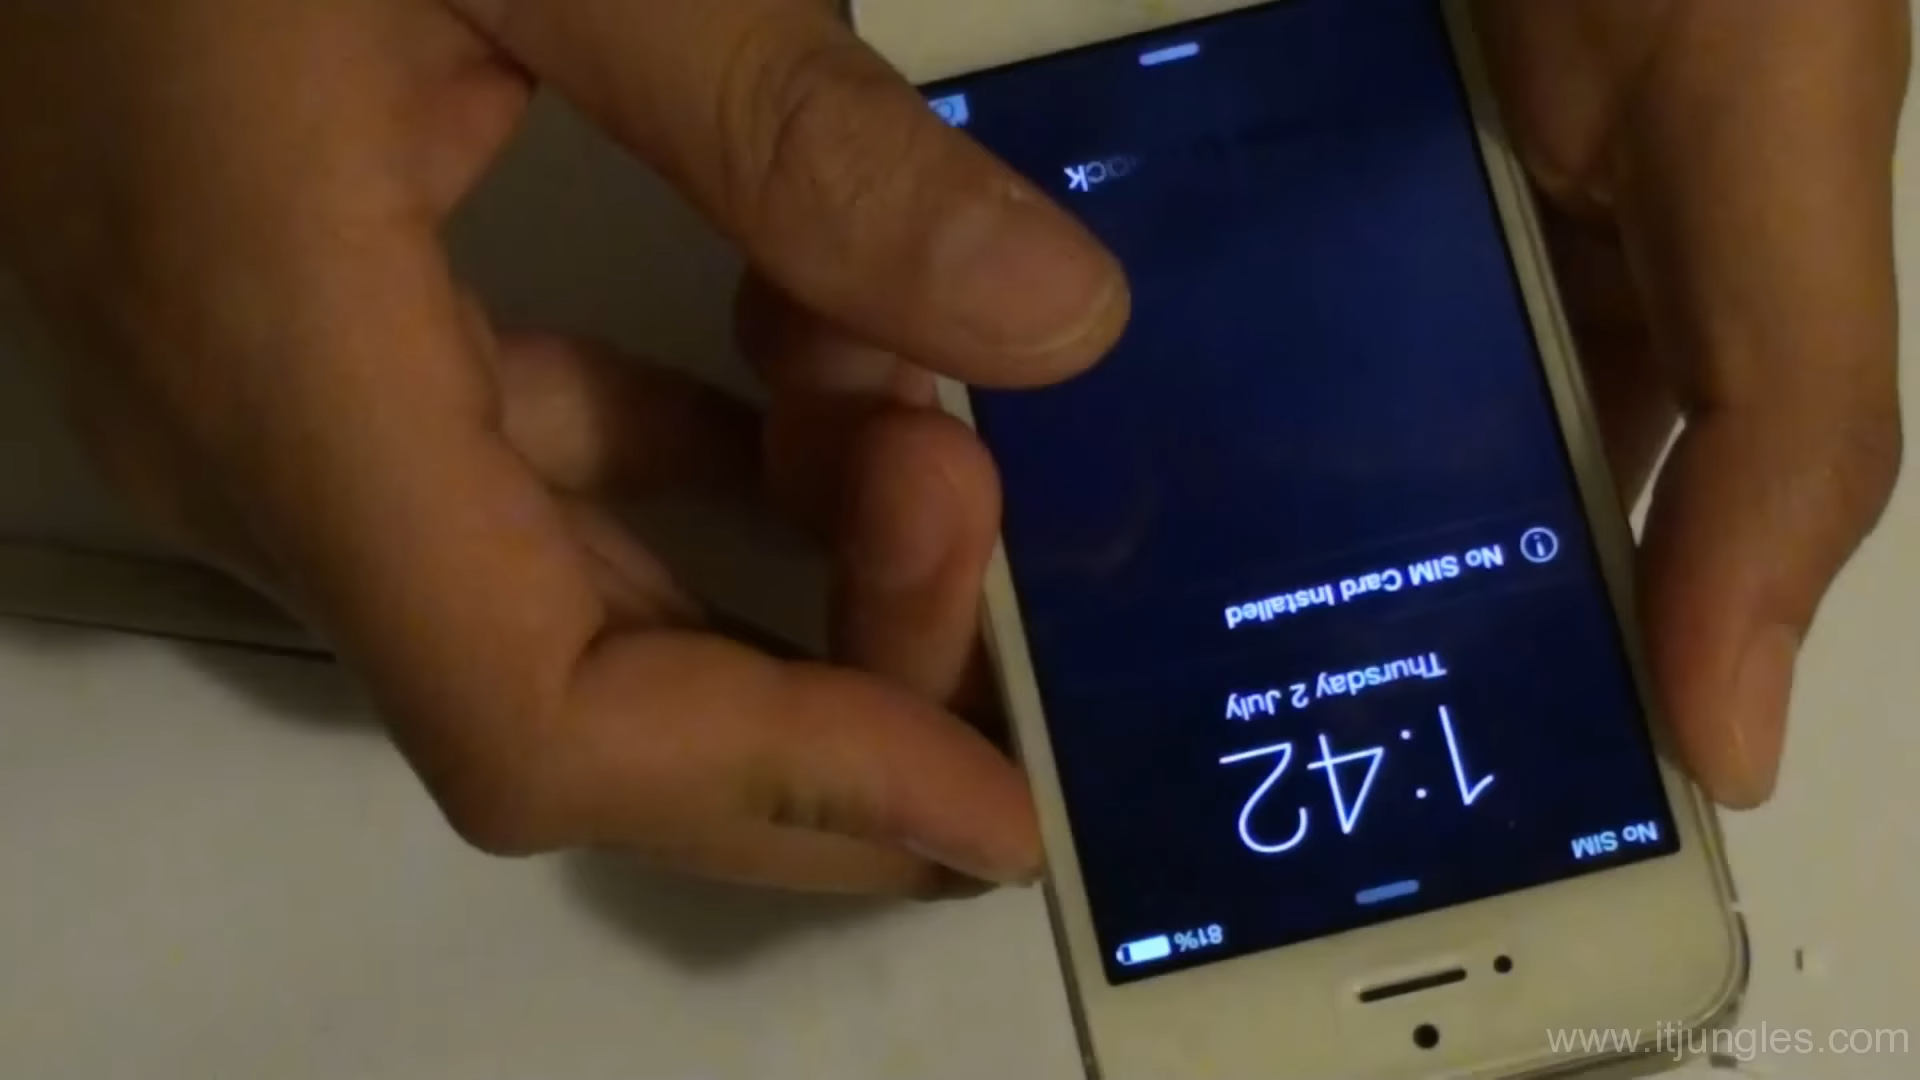 No SIM
81%
1:42
Thursday 2 July
No SIM Card Installed
www.itjungles.com